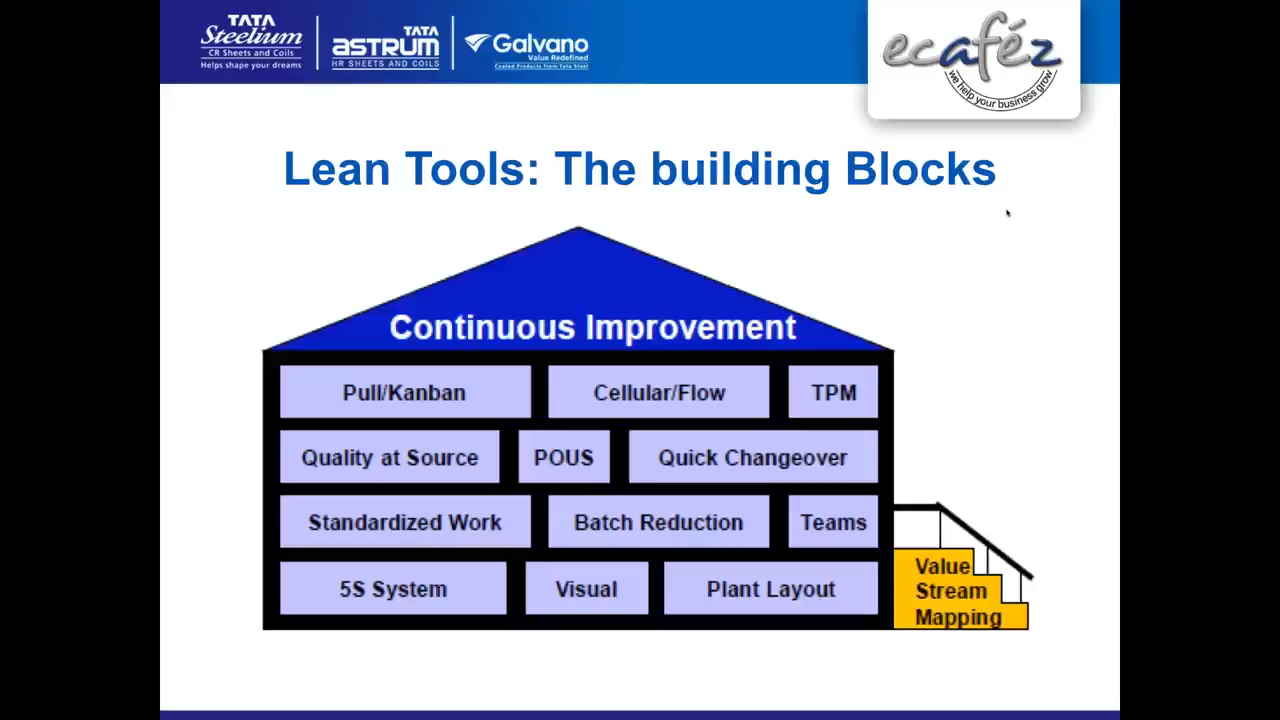 TATA
Steelium
CR Sheets and Coils
Helps shape your dreams
TATA
ASTRUM
HR SHEETS AND COILS
Galvano
Value Redefined
Coated Products from Tata Steel
ecaféz
we help your business grow
Lean Tools: The building Blocks
Continuous Improvement
Pull/Kanban Cellular/Flow TPM
Quality at Source POUS Quick Changeover
Standardized Work Batch Reduction Teams
5S System Visual Plant Layout
Value
Stream
Mapping